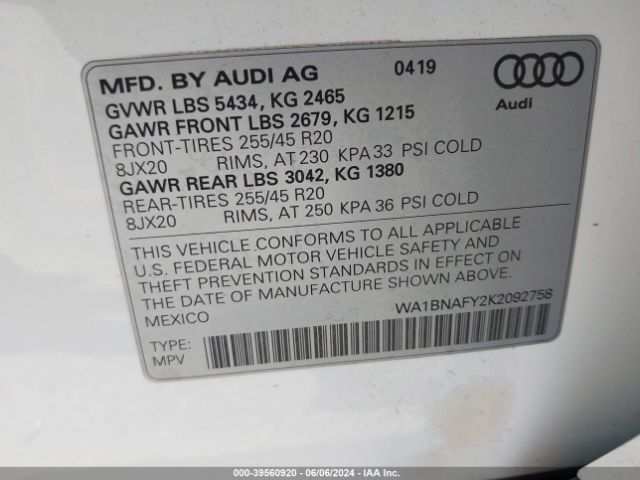 MFD. BY AUDI AG 0419
GVWR LBS 5434, KG 2465
GAWR FRONT LBS 2679, KG 1215
FRONT-TIRES 255/45 R20
8JX20 RIMS, AT 230 KPA 33 PSI COLD
GAWR REAR LBS 3042, KG 1380
REAR-TIRES 255/45 R20
8JX20 RIMS, AT 250 KPA 36 PSI COLD
Audi
THIS VEHICLE CONFORMS TO ALL APPLICABLE
U.S. FEDERAL MOTOR VEHICLE SAFETY AND
THEFT PREVENTION STANDARDS IN EFFECT ON
THE DATE OF MANUFACTURE SHOWN ABOVE.
MEXICO
WA1BNAFY2K2092758
TYPE:
MPV
000-39560920 - 06/06/2024 - IAA Inc.